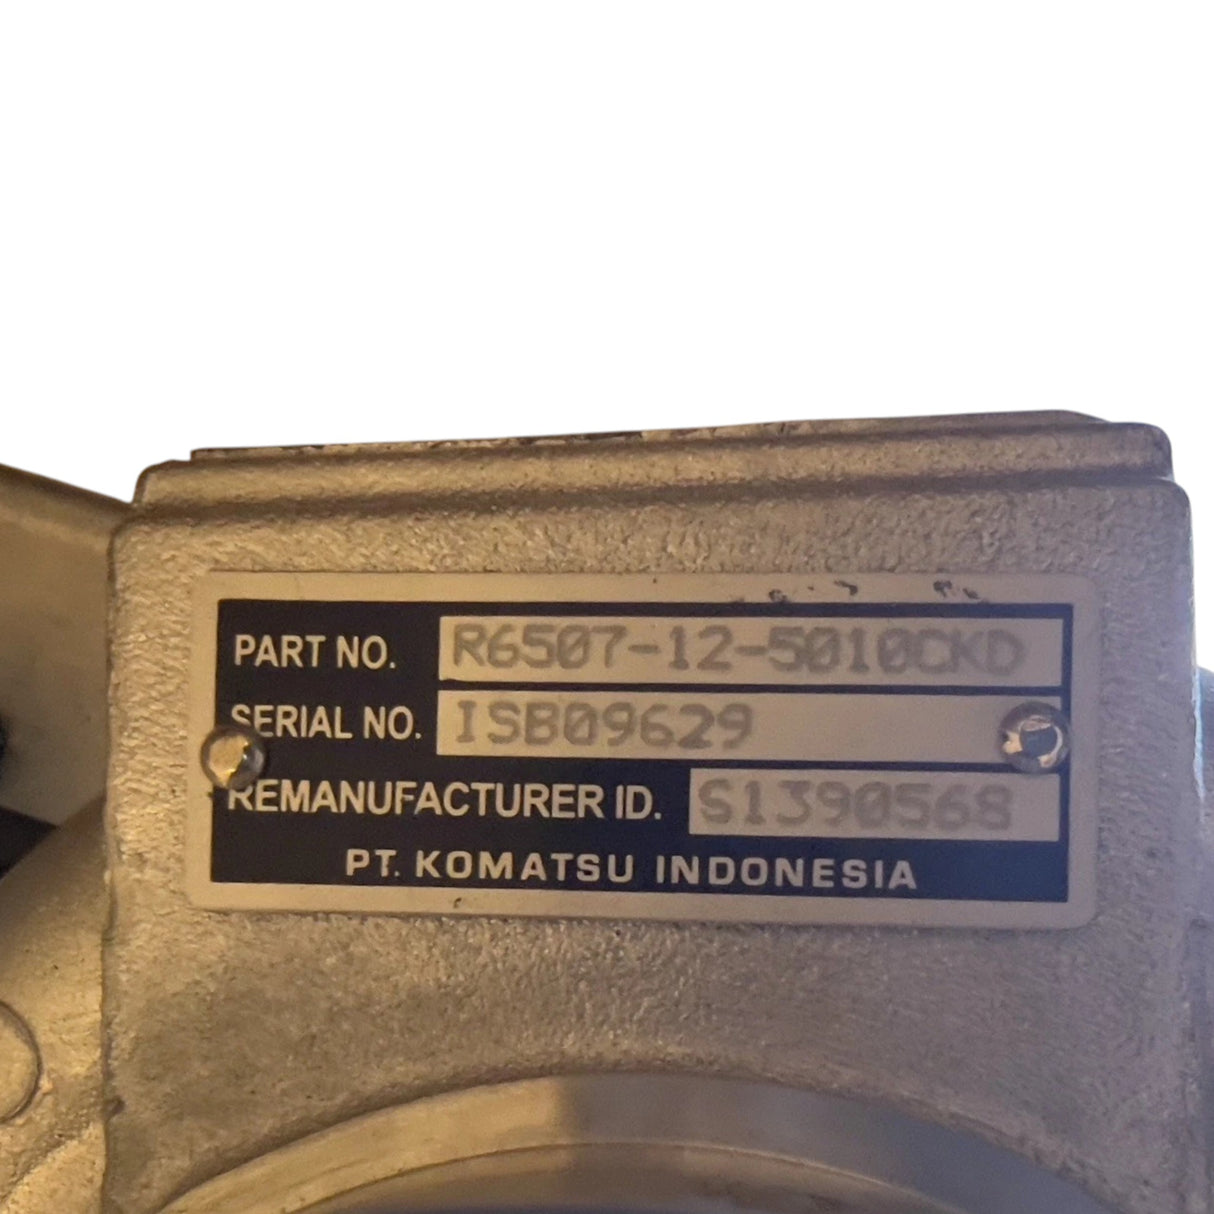 PART NO. R6507-12-5010CKD
SERIAL NO. ISB09629
REMANUFACTURER ID. S1390568
PT. KOMATSU INDONESIA